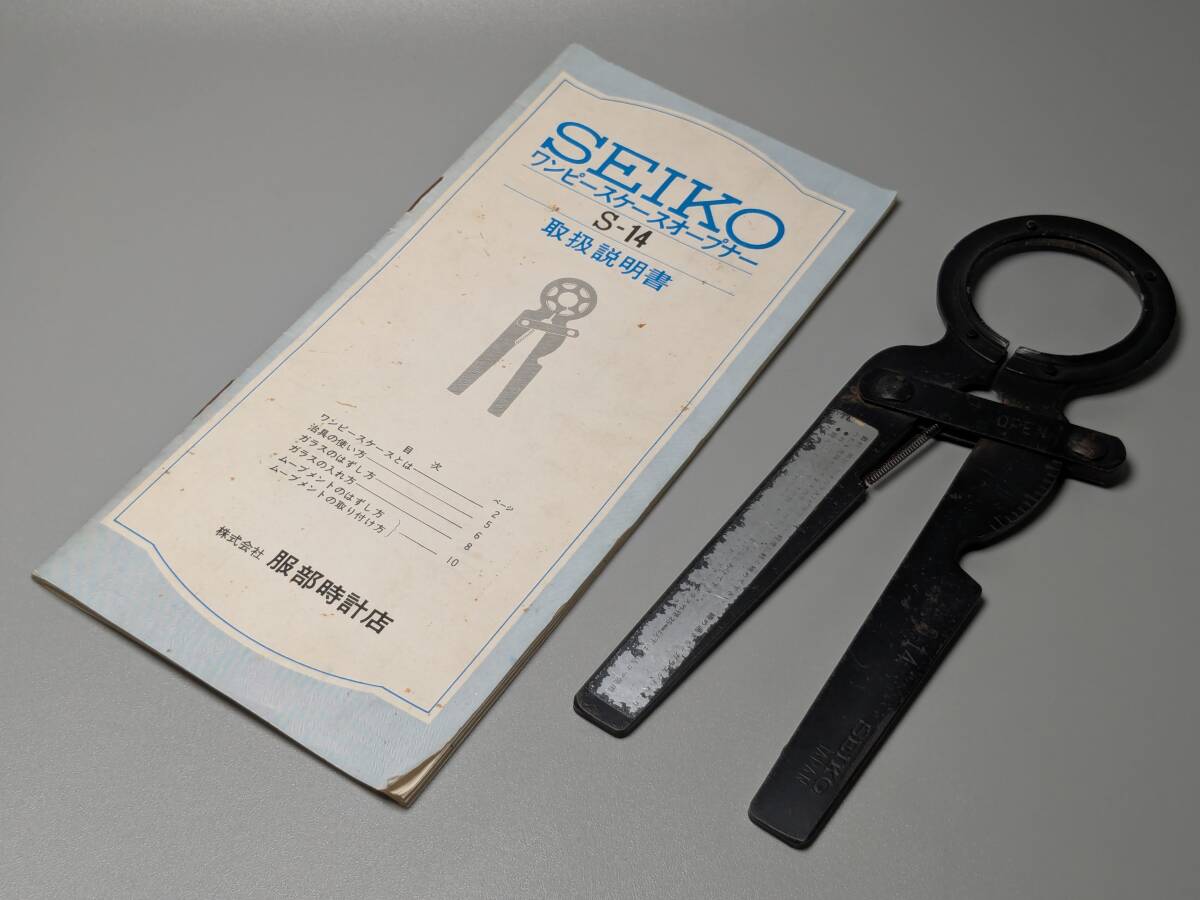 SEIKO
ワンピースケースオープナー
S-14
取扱説明書
目 次
ページ
ワンピースケースとは 2
治具の使い方 5
ガラスのはずし方 6
ガラスの入れ方 8
ムーブメントのはずし方
ムーブメントの取り付け方 10
株式会社 服部時計店
OPEN
S-14
SEIKO
JAPAN